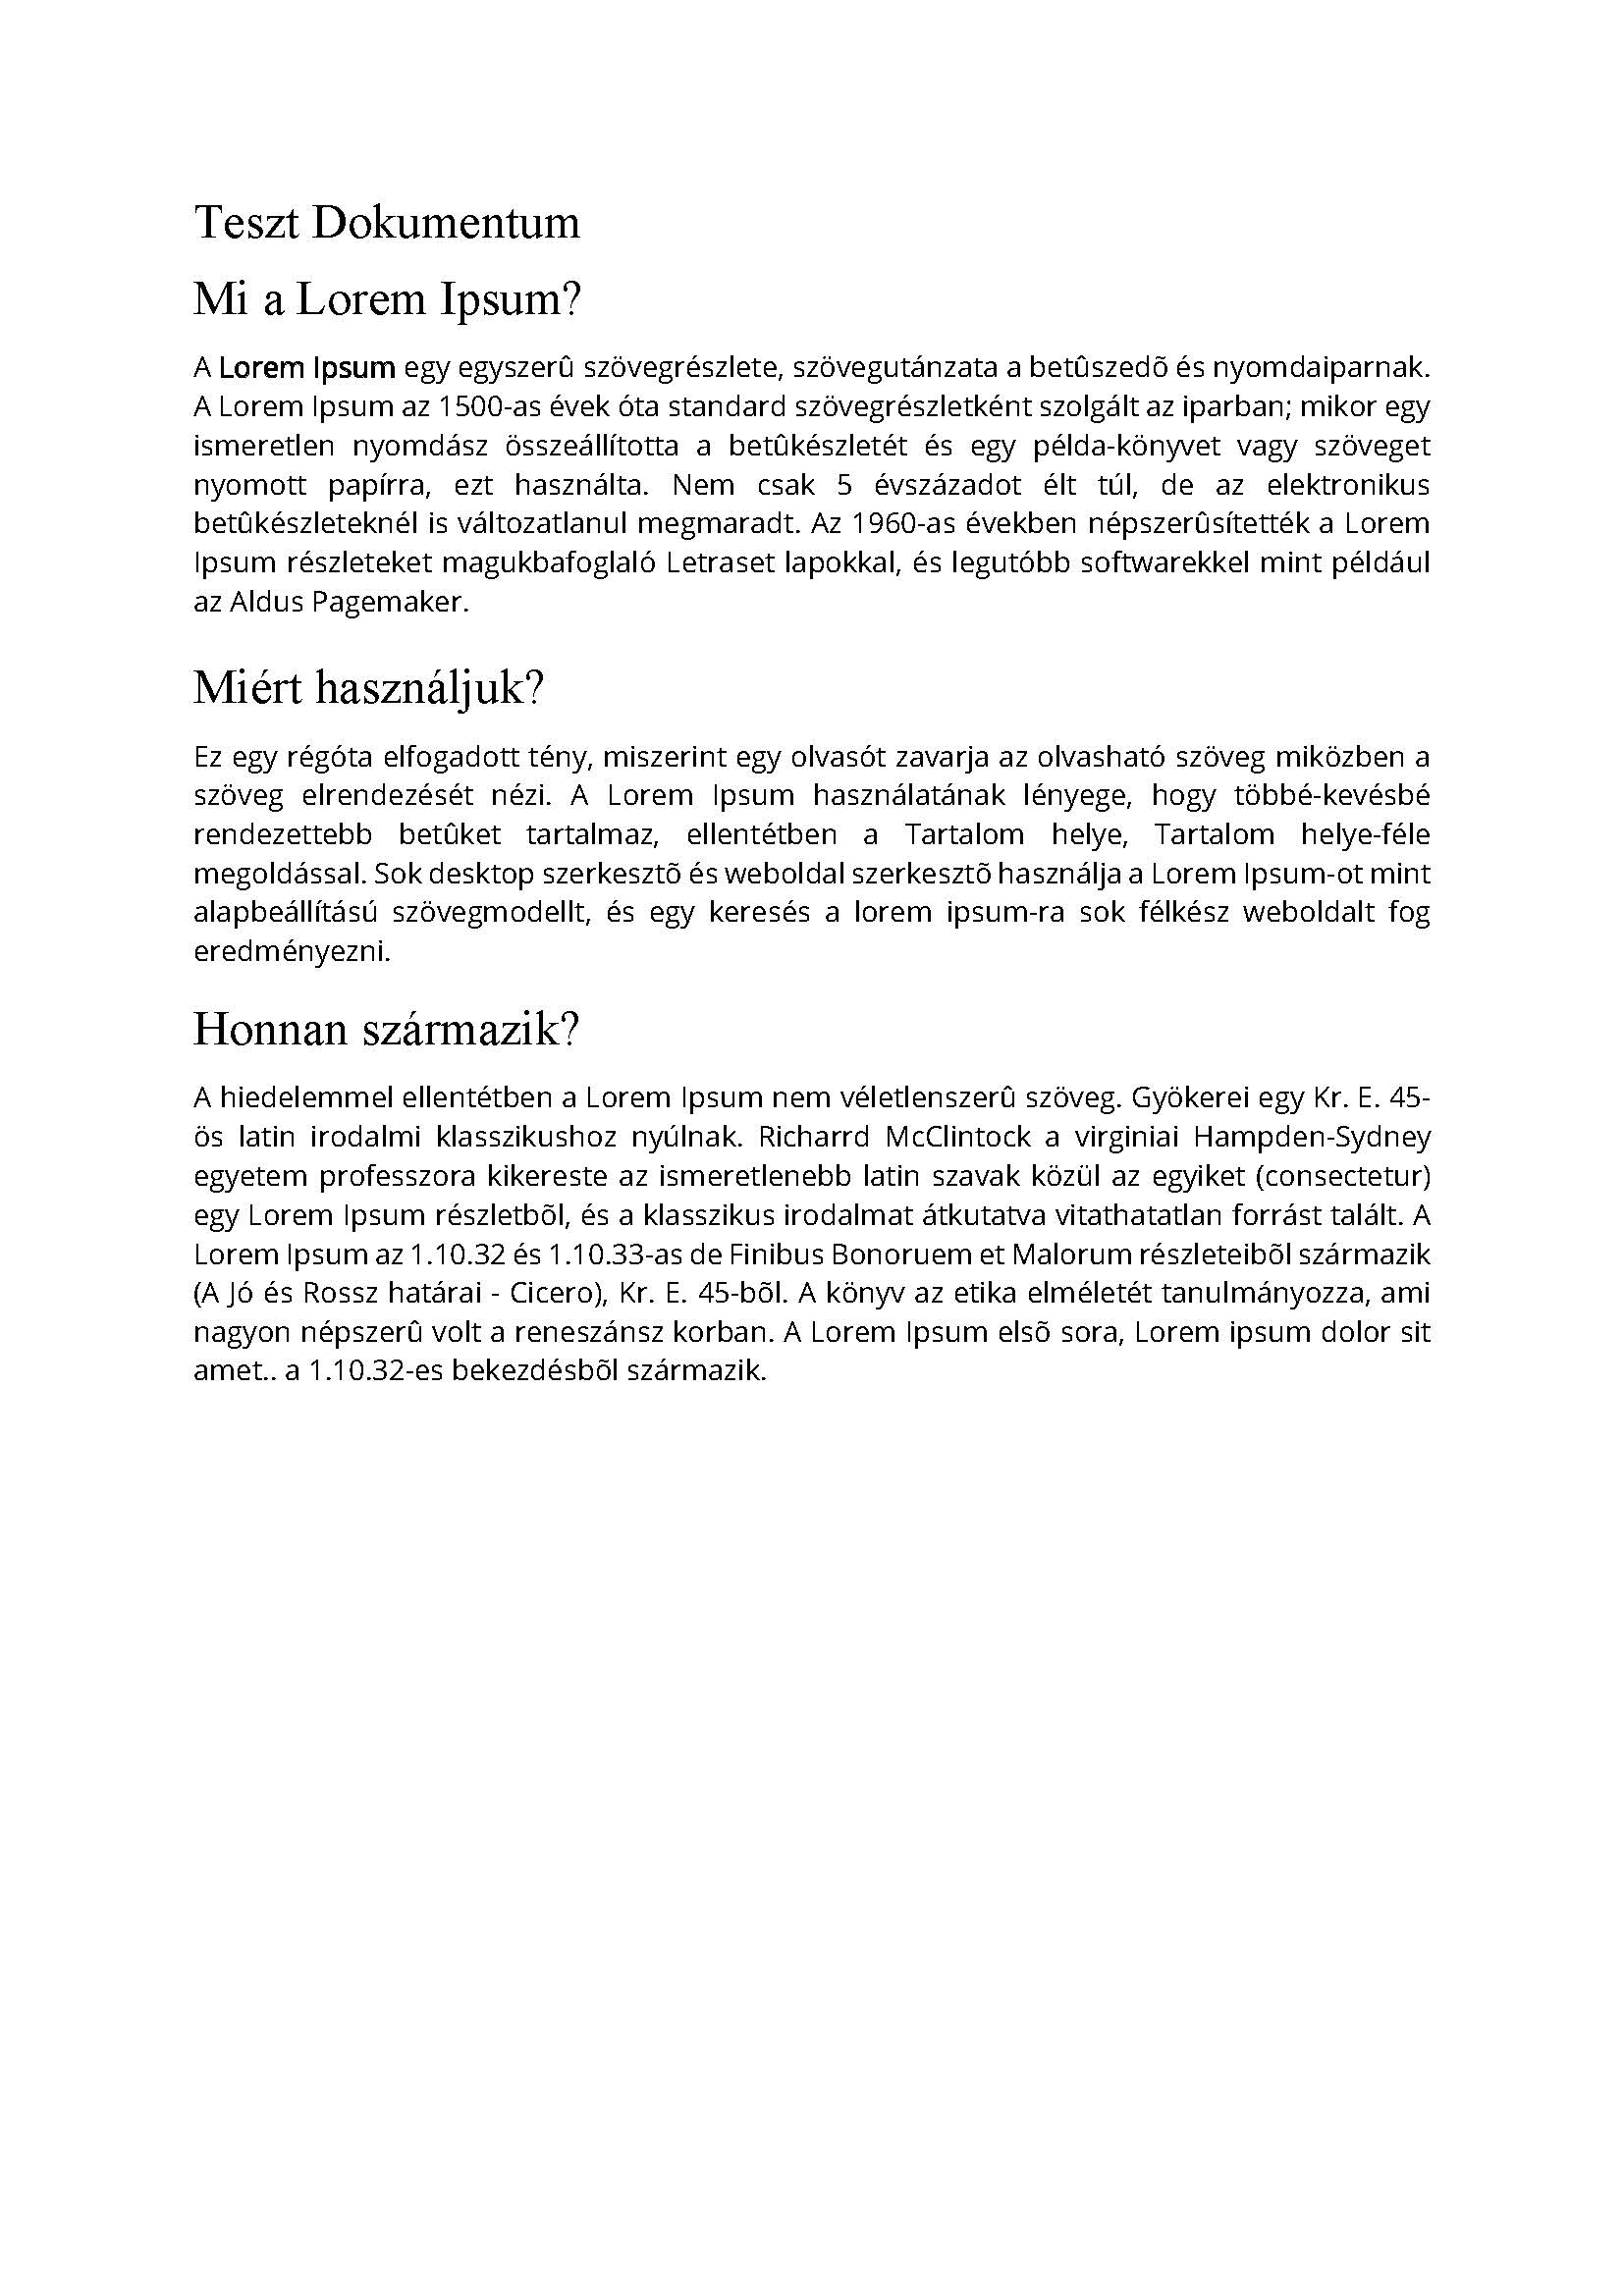 Teszt Dokumentum
Mi a Lorem Ipsum?
A Lorem Ipsum egy egyszerû szövegrészlete, szövegutánzata a betûszedõ és nyomdaiparnak.
A Lorem Ipsum az 1500-as évek óta standard szövegrészletként szolgált az iparban; mikor egy
ismeretlen nyomdász összeállította a betûkészletét és egy példa-könyvet vagy szöveget
nyomott papírra, ezt használta. Nem csak 5 évszázadot élt túl, de az elektronikus
betûkészleteknél is változatlanul megmaradt. Az 1960-as években népszerûsítették a Lorem
Ipsum részleteket magukbafoglaló Letraset lapokkal, és legutóbb softwarekkel mint például
az Aldus Pagemaker.
Miért használjuk?
Ez egy régóta elfogadott tény, miszerint egy olvasót zavarja az olvasható szöveg miközben a
szöveg elrendezését nézi. A Lorem Ipsum használatának lényege, hogy többé-kevésbé
rendezettebb betûket tartalmaz, ellentétben a Tartalom helye, Tartalom helye-féle
megoldással. Sok desktop szerkesztõ és weboldal szerkesztõ használja a Lorem Ipsum-ot mint
alapbeállítású szövegmodellt, és egy keresés a lorem ipsum-ra sok félkész weboldalt fog
eredményezni.
Honnan származik?
A hiedelemmel ellentétben a Lorem Ipsum nem véletlenszerû szöveg. Gyökerei egy Kr. E. 45-
ös latin irodalmi klasszikushoz nyúlnak. Richarrd McClintock a virginiai Hampden-Sydney
egyetem professzora kikereste az ismeretlenebb latin szavak közül az egyiket (consectetur)
egy Lorem Ipsum részletbõl, és a klasszikus irodalmat átkutatva vitathatatlan forrást talált. A
Lorem Ipsum az 1.10.32 és 1.10.33-as de Finibus Bonoruem et Malorum részleteibõl származik
(A Jó és Rossz határai - Cicero), Kr. E. 45-bõl. A könyv az etika elméletét tanulmányozza, ami
nagyon népszerû volt a reneszánsz korban. A Lorem Ipsum elsõ sora, Lorem ipsum dolor sit
amet.. a 1.10.32-es bekezdésbõl származik.